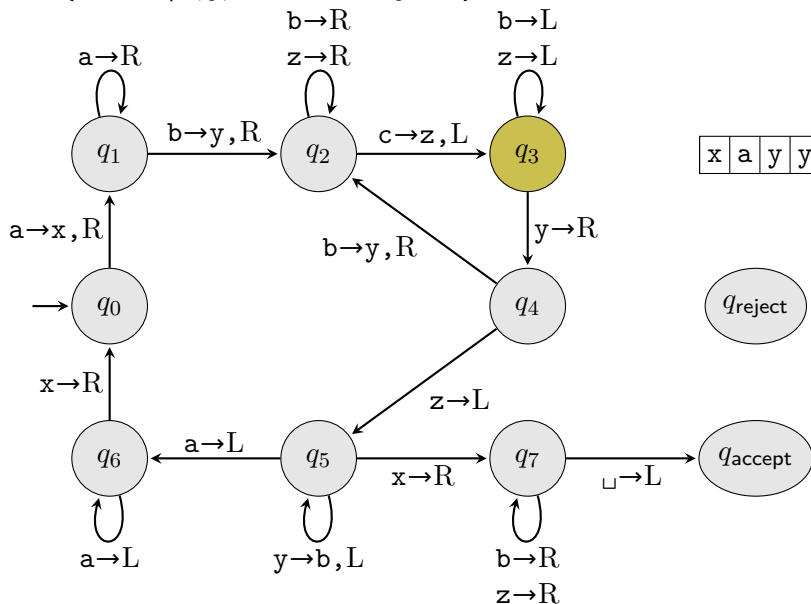 b→R
z→R
b→L
z→L
a→R
q1
b→y,R
q2
c→z,L
q3
x a y y
a→x,R
b→y,R
y→R
q0
q4
qreject
x→R
z→L
q6
a→L
q5
x→R
q7
␣→L
qaccept
a→L
y→b,L
b→R
z→R